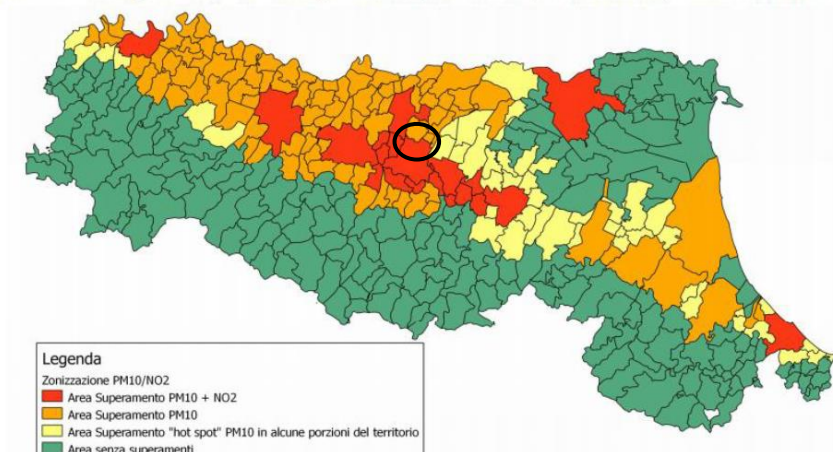 Legenda
Zonizzazione PM10/NO2
Area Superamento PM10 + NO2
Area Superamento PM10
Area Superamento "hot spot" PM10 in alcune porzioni del territorio
Area senza superamenti